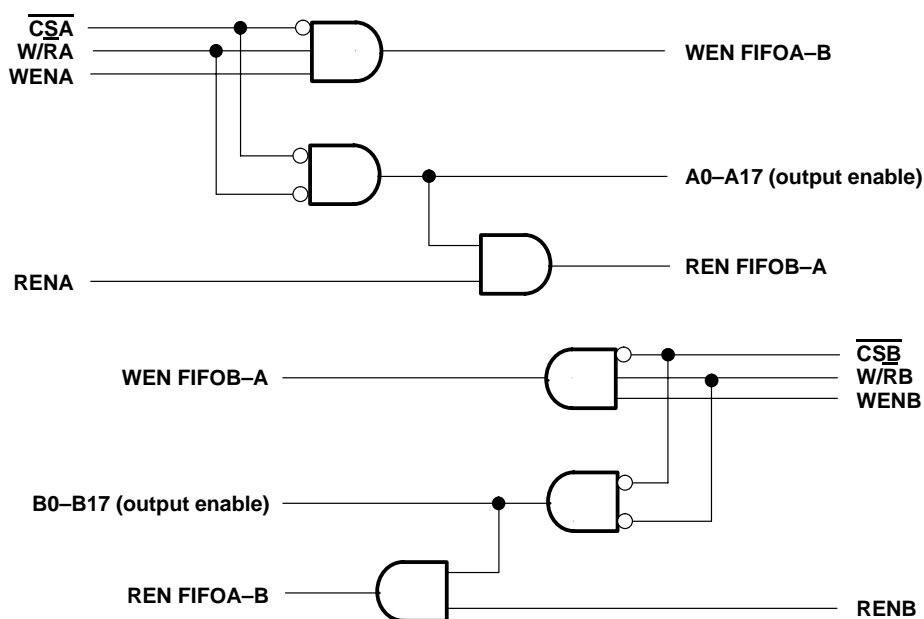 CSA
W/RA
WENA
WEN FIFOA–B
A0–A17 (output enable)
RENA
REN FIFOB–A
WEN FIFOB–A
CSB
W/RB
WENB
B0–B17 (output enable)
REN FIFOA–B
RENB